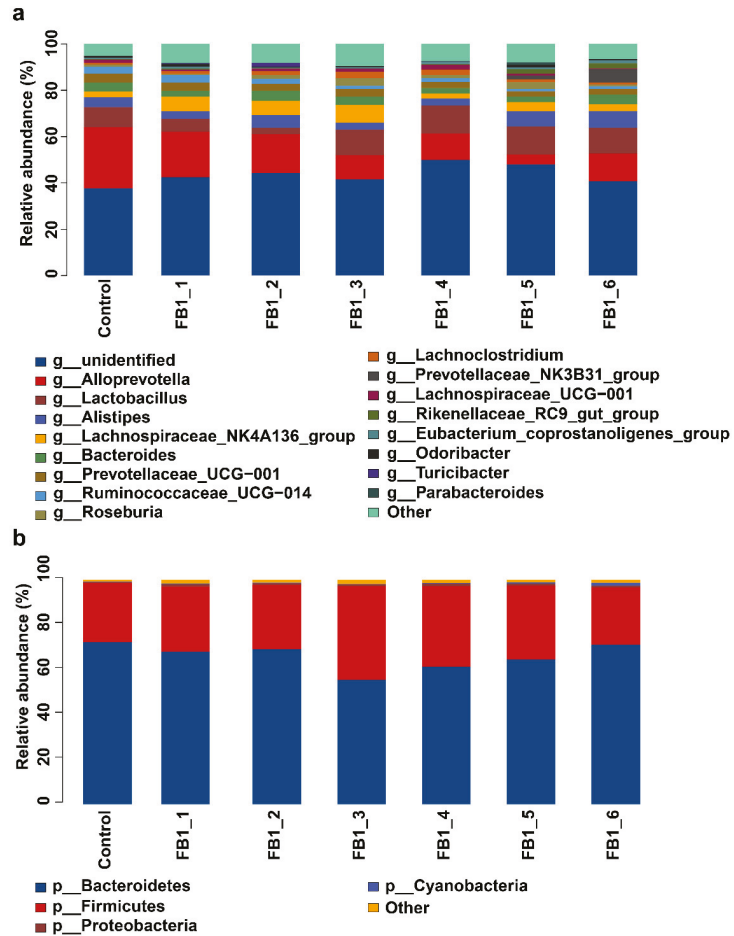 a
Relative abundance (%)
100
80
60
40
20
0
Control
FB1_1
FB1_2
FB1_3
FB1_4
FB1_5
FB1_6
g__unidentified
g__Alloprevotella
g__Lactobacillus
g__Alistipes
g__Lachnospiraceae_NK4A136_group
g__Bacteroides
g__Prevotellaceae_UCG−001
g__Ruminococcaceae_UCG−014
g__Roseburia
g__Lachnoclostridium
g__Prevotellaceae_NK3B31_group
g__Lachnospiraceae_UCG−001
g__Rikenellaceae_RC9_gut_group
g__Eubacterium_coprostanoligenes_group
g__Odoribacter
g__Turicibacter
g__Parabacteroides
Other
b
Relative abundance (%)
100
80
60
40
20
0
Control
FB1_1
FB1_2
FB1_3
FB1_4
FB1_5
FB1_6
p__Bacteroidetes
p__Firmicutes
p__Proteobacteria
p__Cyanobacteria
Other